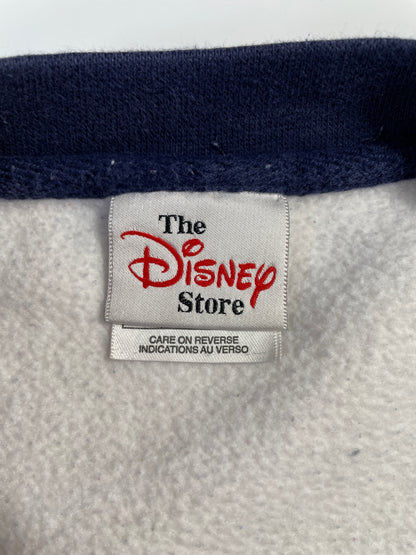 The
Disney
Store
CARE ON REVERSE
INDICATIONS AU VERSO